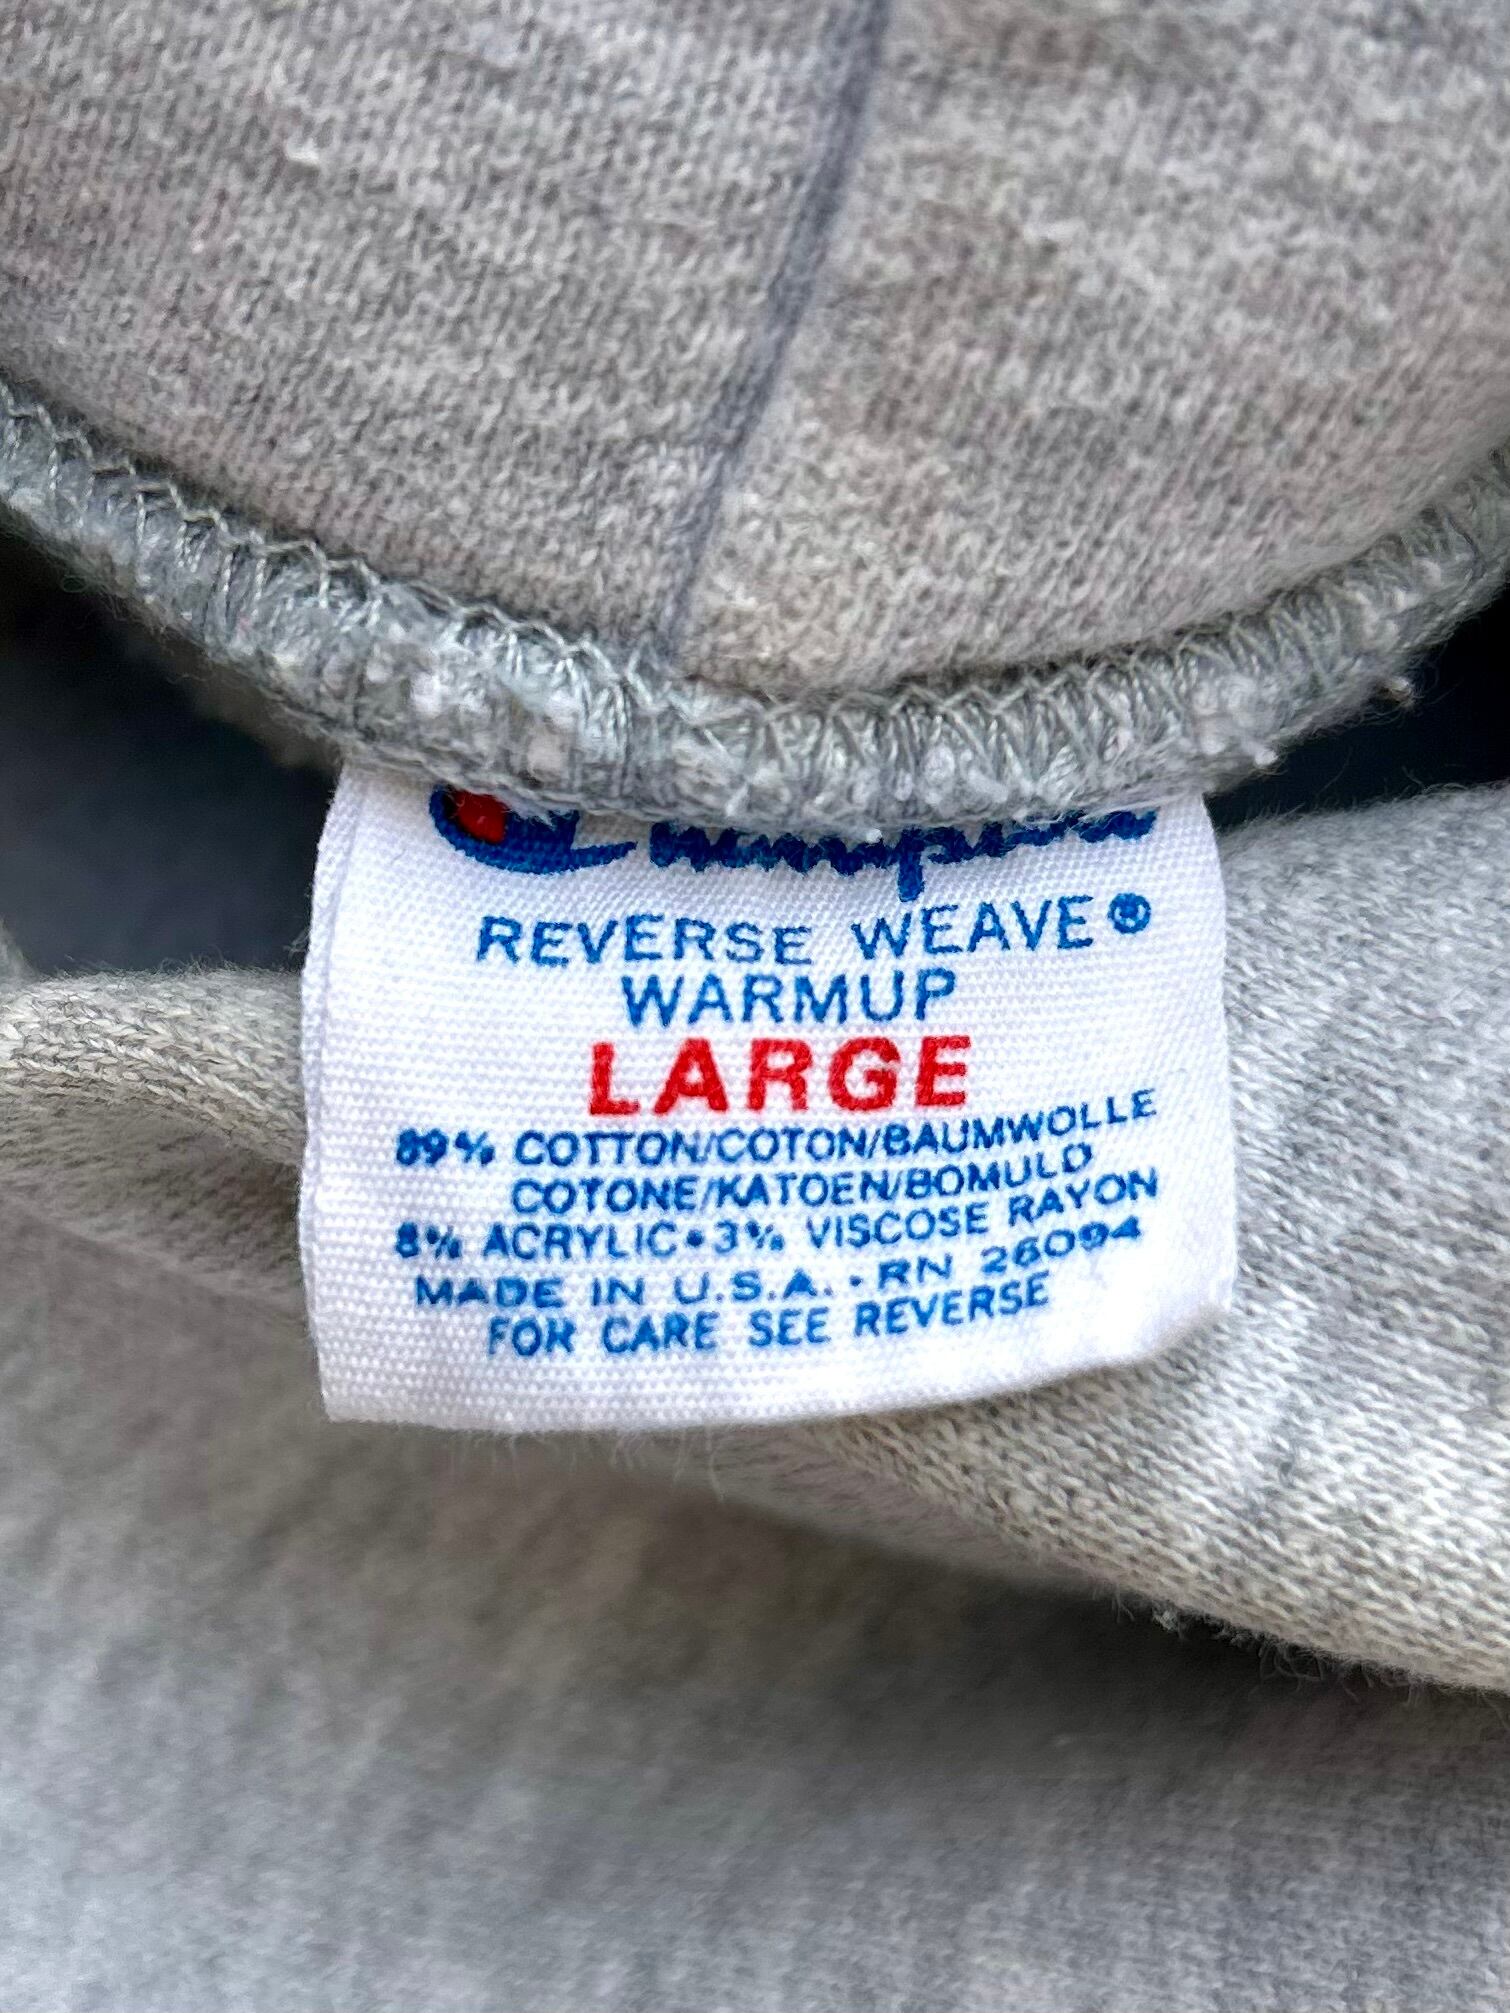 Champion
REVERSE WEAVE®
WARMUP
LARGE
89% COTTON/COTON/BAUMWOLLE
COTONE/KATOEN/BOMULD
8% ACRYLIC•3% VISCOSE RAYON
MADE IN U.S.A. • RN 26094
FOR CARE SEE REVERSE